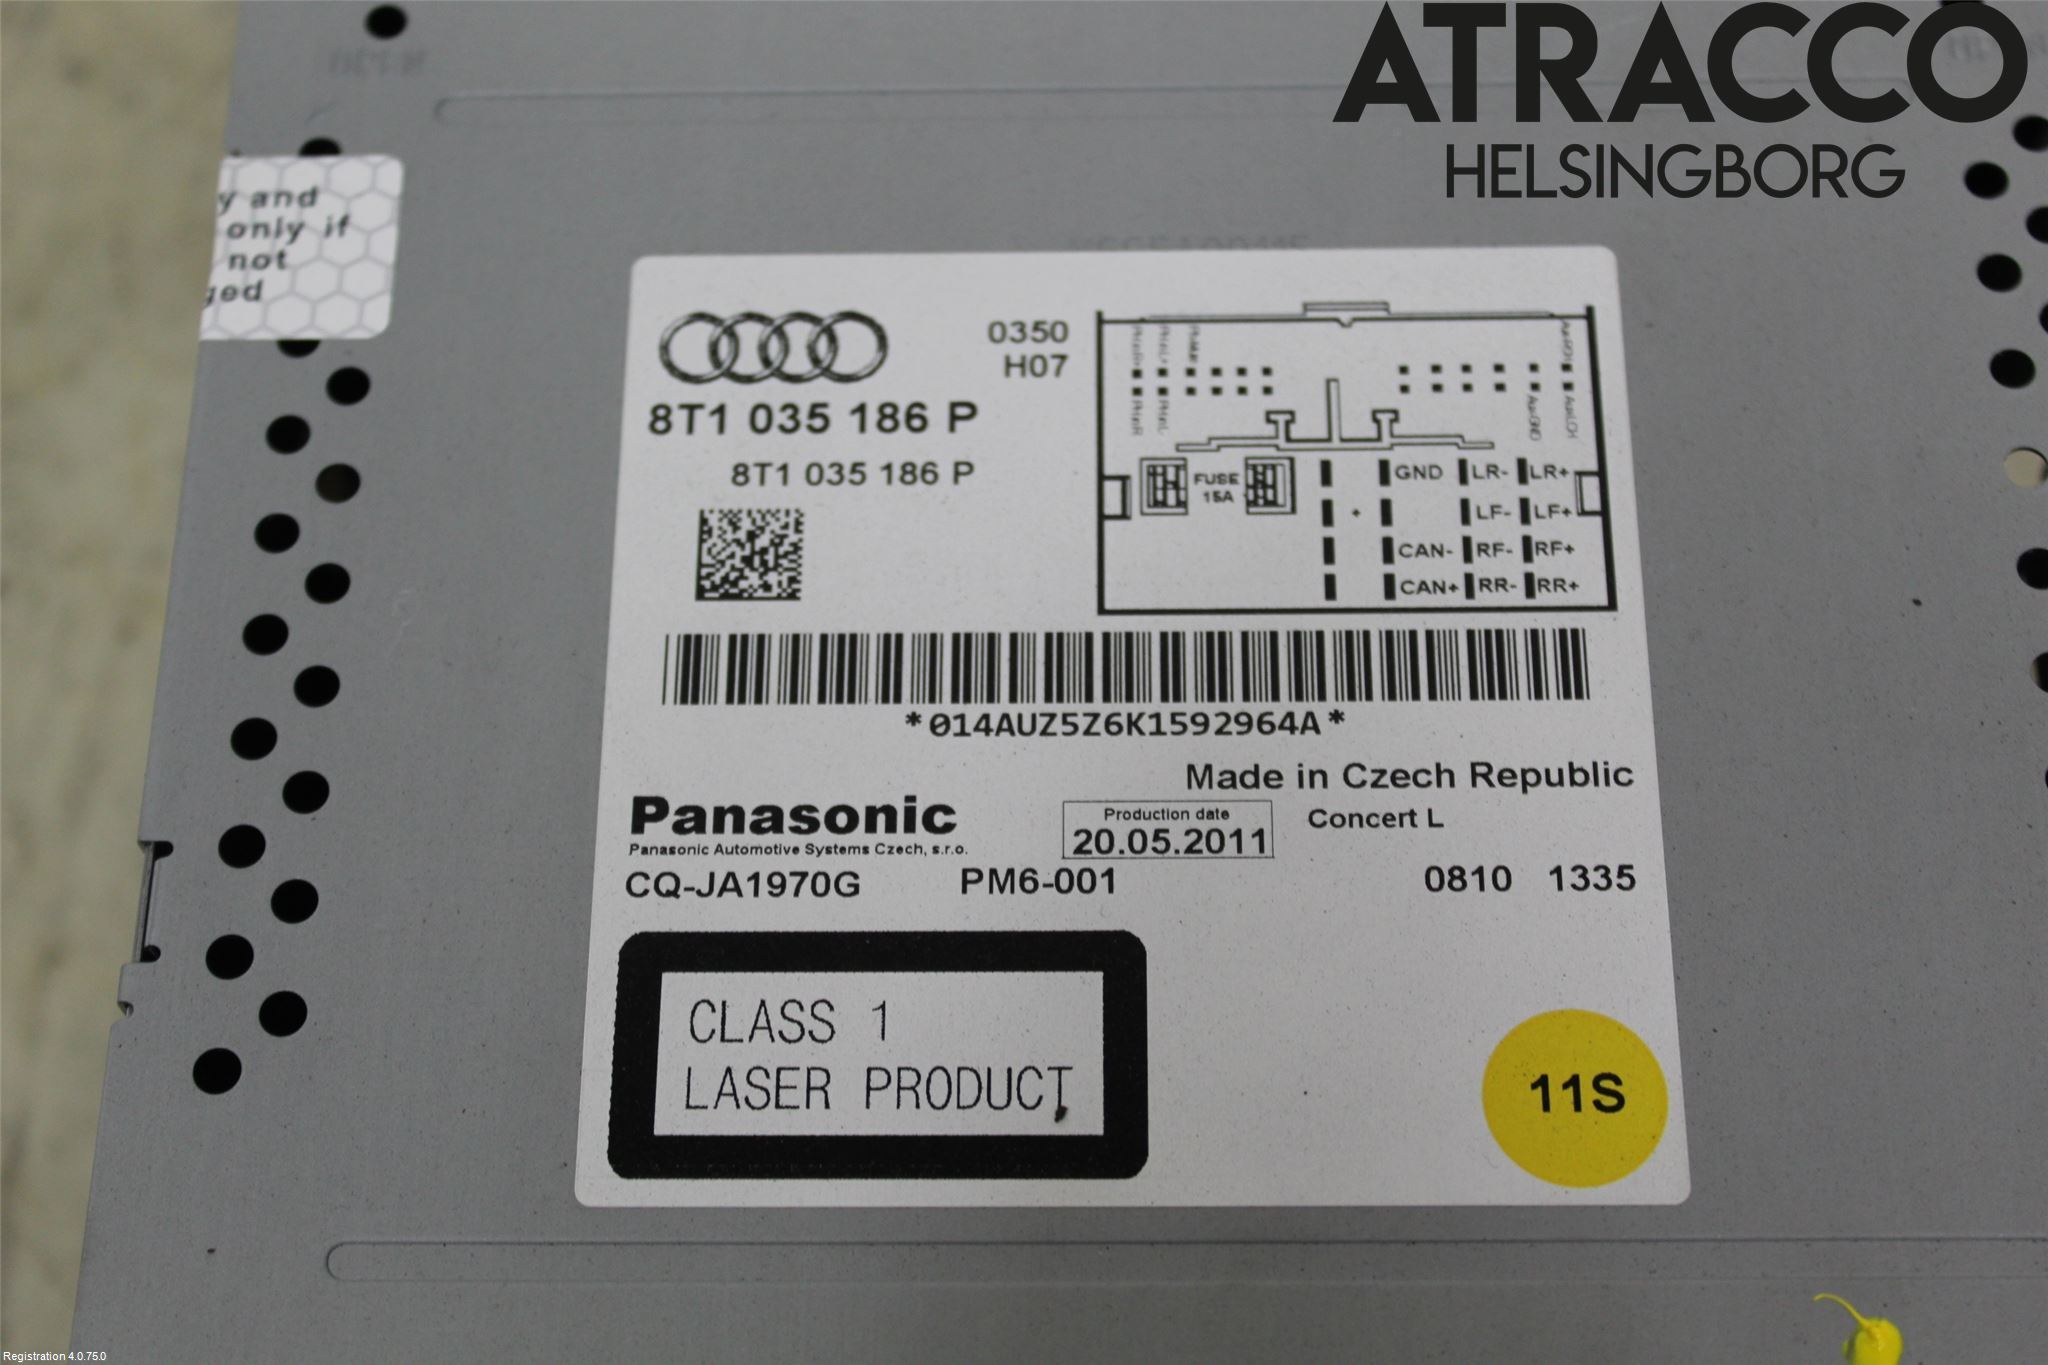 ATRACCO
HELSINGBORG
y and
only if
not
ged
0350
H07
8T1 035 186 P
8T1 035 186 P
FUSE
15A
+
GND LR- LR+
LF- LF+
CAN- RF- RF+
CAN+ RR- RR+
*014AUZ5Z6K1592964A*
Made in Czech Republic
Panasonic
Panasonic Automotive Systems Czech, s.r.o.
Production date
20.05.2011
Concert L
CQ-JA1970G PM6-001 0810 1335
CLASS 1
LASER PRODUCT
11S
Registration 4.0.75.0